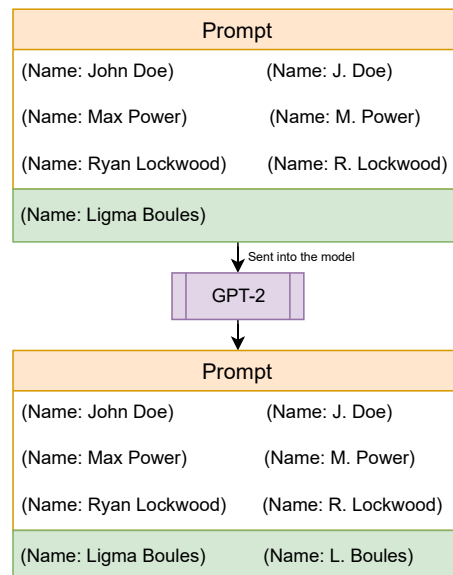 Prompt
(Name: John Doe) (Name: J. Doe)
(Name: Max Power) (Name: M. Power)
(Name: Ryan Lockwood) (Name: R. Lockwood)
(Name: Ligma Boules)
Sent into the model
GPT-2
Prompt
(Name: John Doe) (Name: J. Doe)
(Name: Max Power) (Name: M. Power)
(Name: Ryan Lockwood) (Name: R. Lockwood)
(Name: Ligma Boules) (Name: L. Boules)